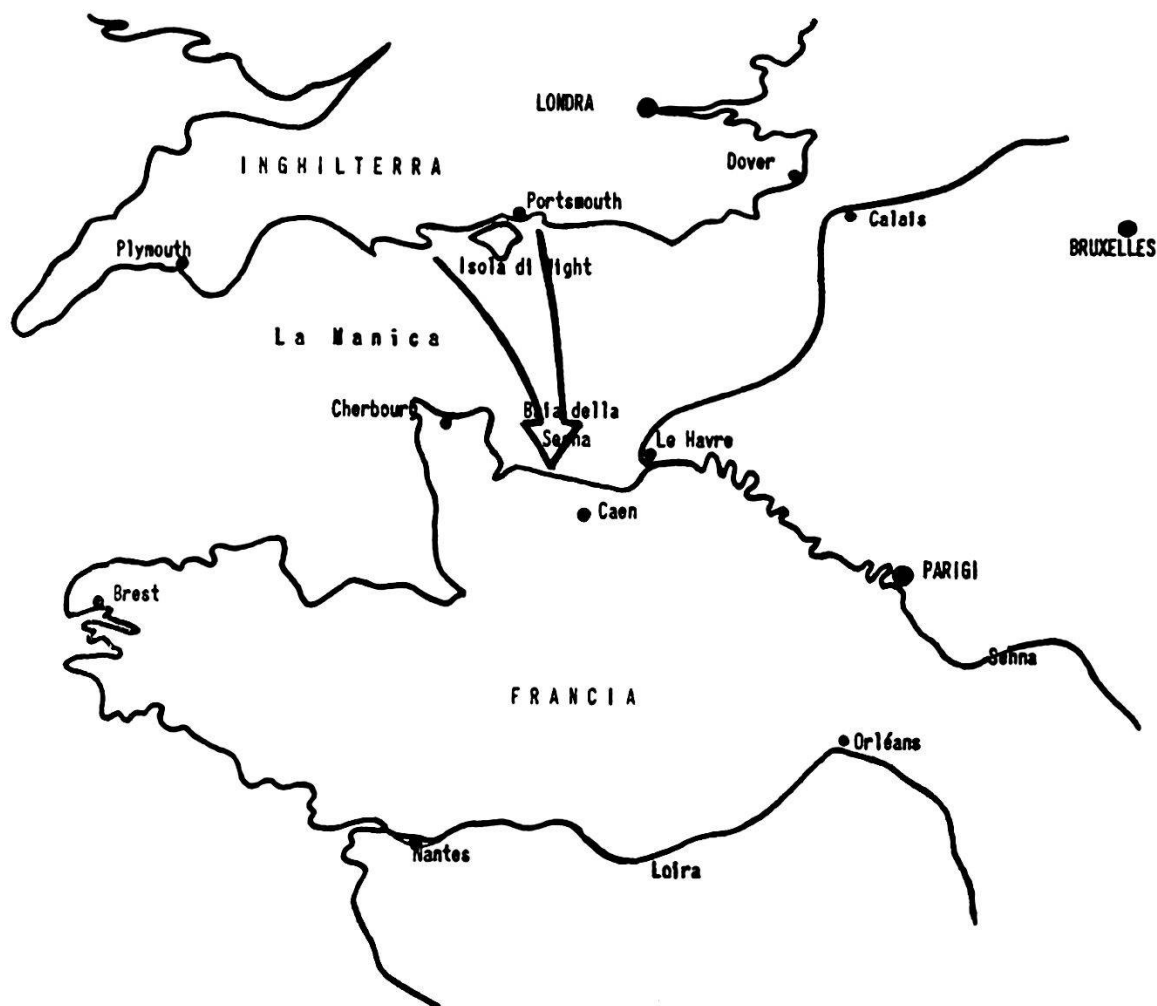 LONDRA
INGHILTERRA
Dover
Portsmouth
Calais
Plymouth
BRUXELLES
Isola di Wight
La Manica
Cherbourg
Baia della
Senna
Le Havre
Caen
PARIGI
Brest
Senna
FRANCIA
Orléans
Nantes
Loira